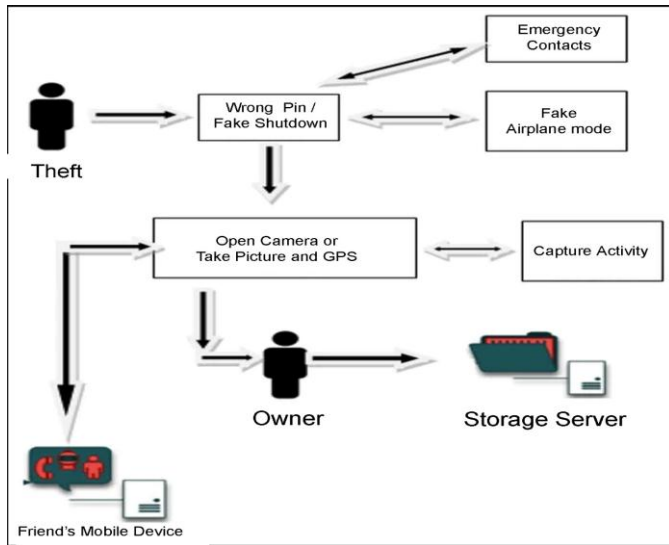 Emergency
Contacts
Wrong Pin /
Fake Shutdown
Fake
Airplane mode
Theft
Open Camera or
Take Picture and GPS
Capture Activity
Owner
Storage Server
Friend's Mobile Device